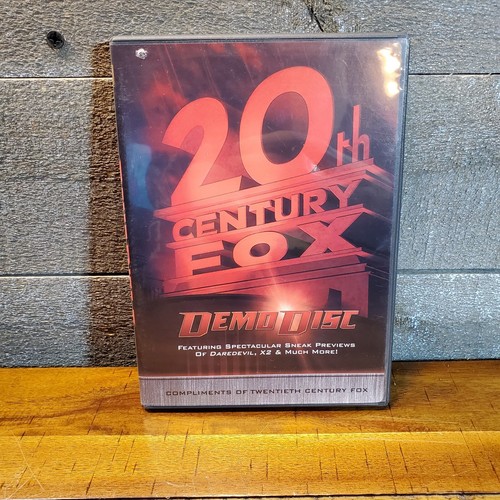 20th
CENTURY
FOX
DEMO DISC
FEATURING SPECTACULAR SNEAK PREVIEWS
OF DAREDEVIL, X2 & MUCH MORE!
COMPLIMENTS OF TWENTIETH CENTURY FOX